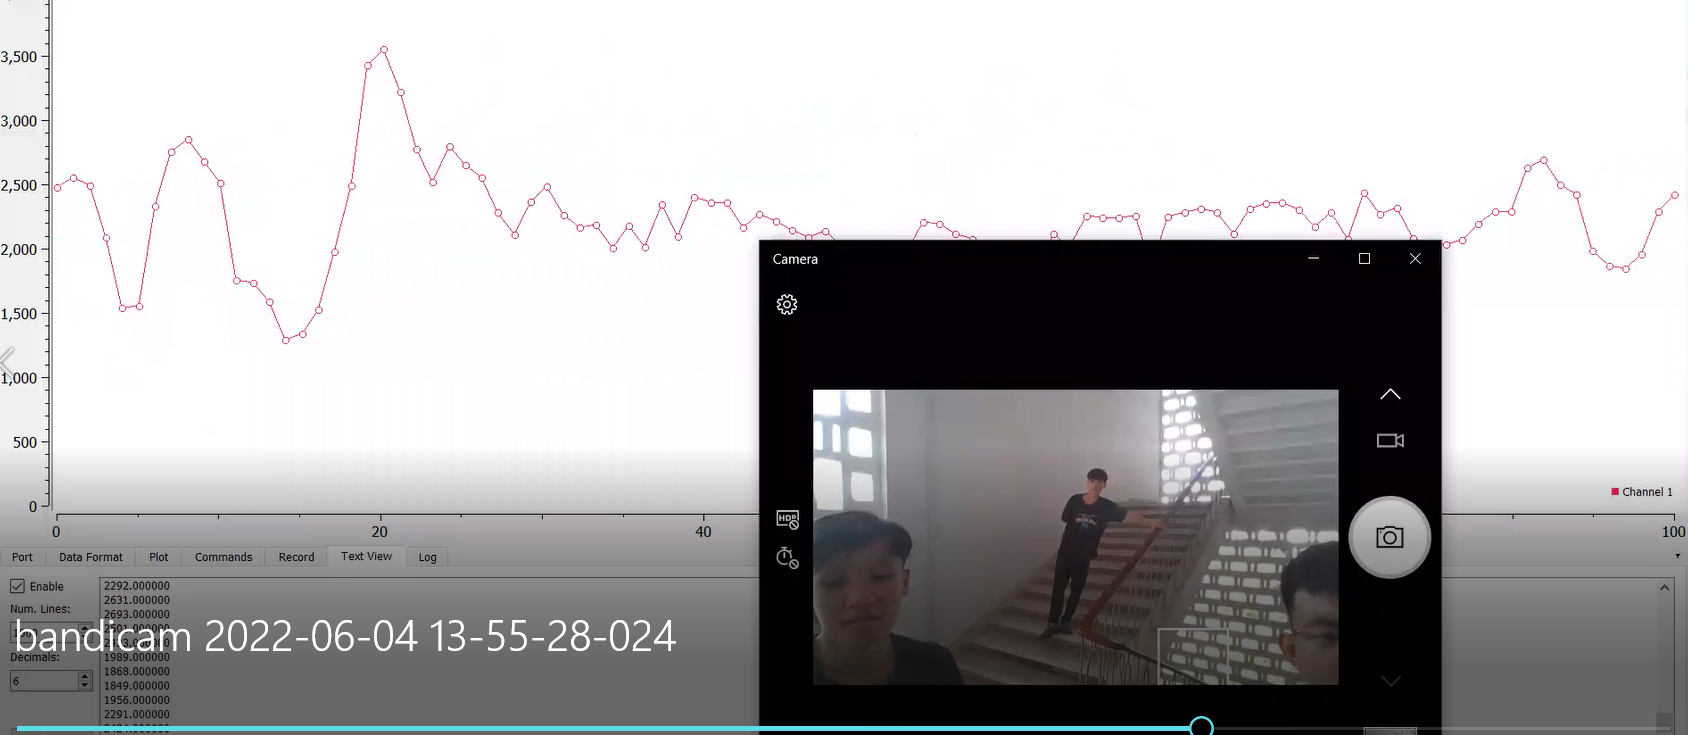 3,500
3,000
2,500
2,000
1,500
1,000
500
0
0 20 40 100
Channel 1
Camera
HDR
Port Data Format Plot Commands Record Text View Log
Enable
Num. Lines:
Decimals:
6
2292.000000
2631.000000
2693.000000
bandicam 2022-06-04 13-55-28-024
1989.000000
1868.000000
1849.000000
1956.000000
2291.000000